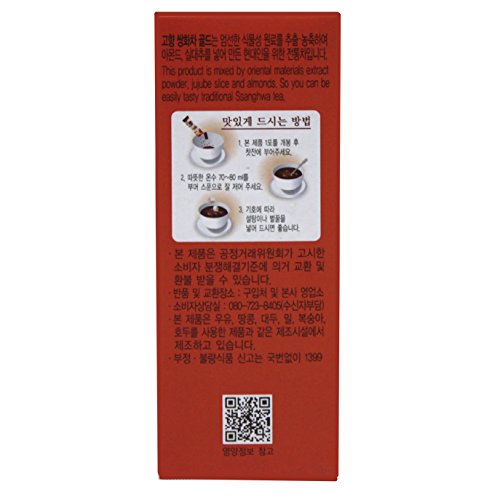 고향 쌍화차 골드는 엄선한 식물성 원료를 추출·농축하여
아몬드, 실대추를 넣어 만든 현대인을 위한 전통차입니다.
This product is mixed by oriental materials extract
powder, jujube slice and almonds. So you can be
easily tasty traditional Ssanghwa tea.
맛있게 드시는 방법
1. 본 제품 1포를 개봉 후
찻잔에 부어주세요.
2. 따뜻한 온수 70~80 ml를
부어 스푼으로 잘 저어 주세요.
3. 기호에 따라
설탕이나 벌꿀을
넣어 드시면 좋습니다.
· 본 제품은 공정거래위원회가 고시한
소비자 분쟁해결기준에 의거 교환 및
환불 받을 수 있습니다.
· 반품 및 교환장소 : 구입처 및 본사 영업소
· 소비자상담실 : 080-723-8405(수신자부담)
· 본 제품은 우유, 땅콩, 대두, 밀, 복숭아,
호두를 사용한 제품과 같은 제조시설에서
제조하고 있습니다.
· 부정 · 불량식품 신고는 국번없이 1399
영양정보 참고